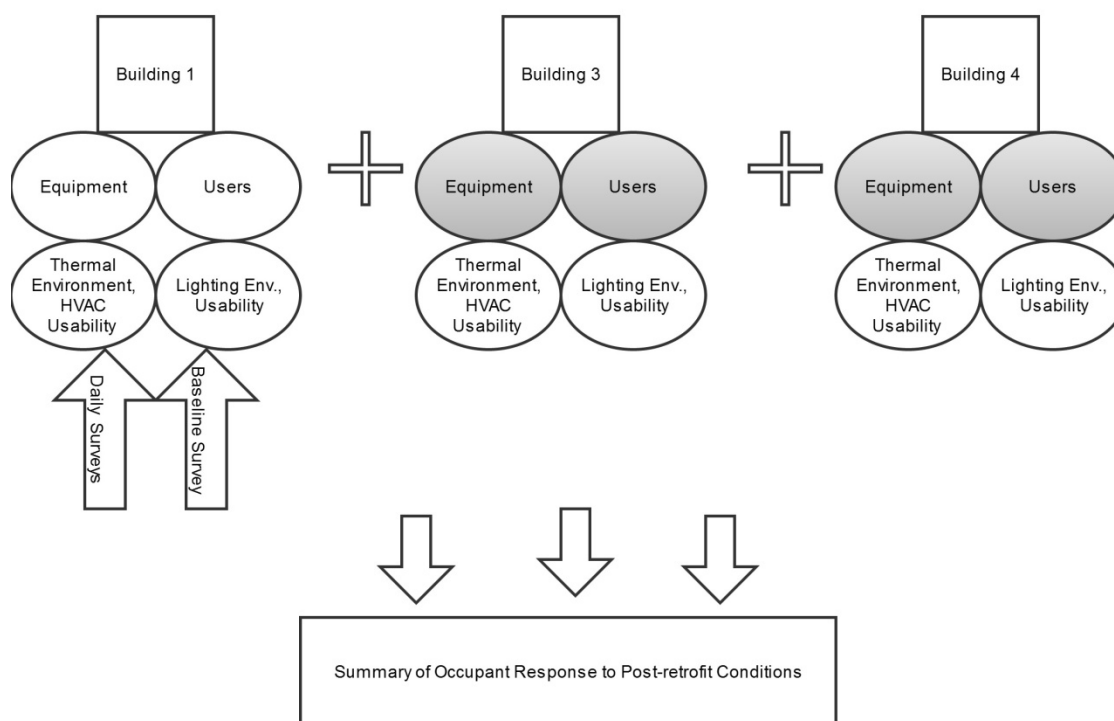 Building 1
Building 3
Building 4
Equipment
Users
Equipment
Users
Equipment
Users
Thermal
Environment,
HVAC
Usability
Lighting Env.,
Usability
Thermal
Environment,
HVAC
Usability
Lighting Env.,
Usability
Thermal
Environment,
HVAC
Usability
Lighting Env.,
Usability
Daily Surveys
Baseline Survey
Summary of Occupant Response to Post-retrofit Conditions